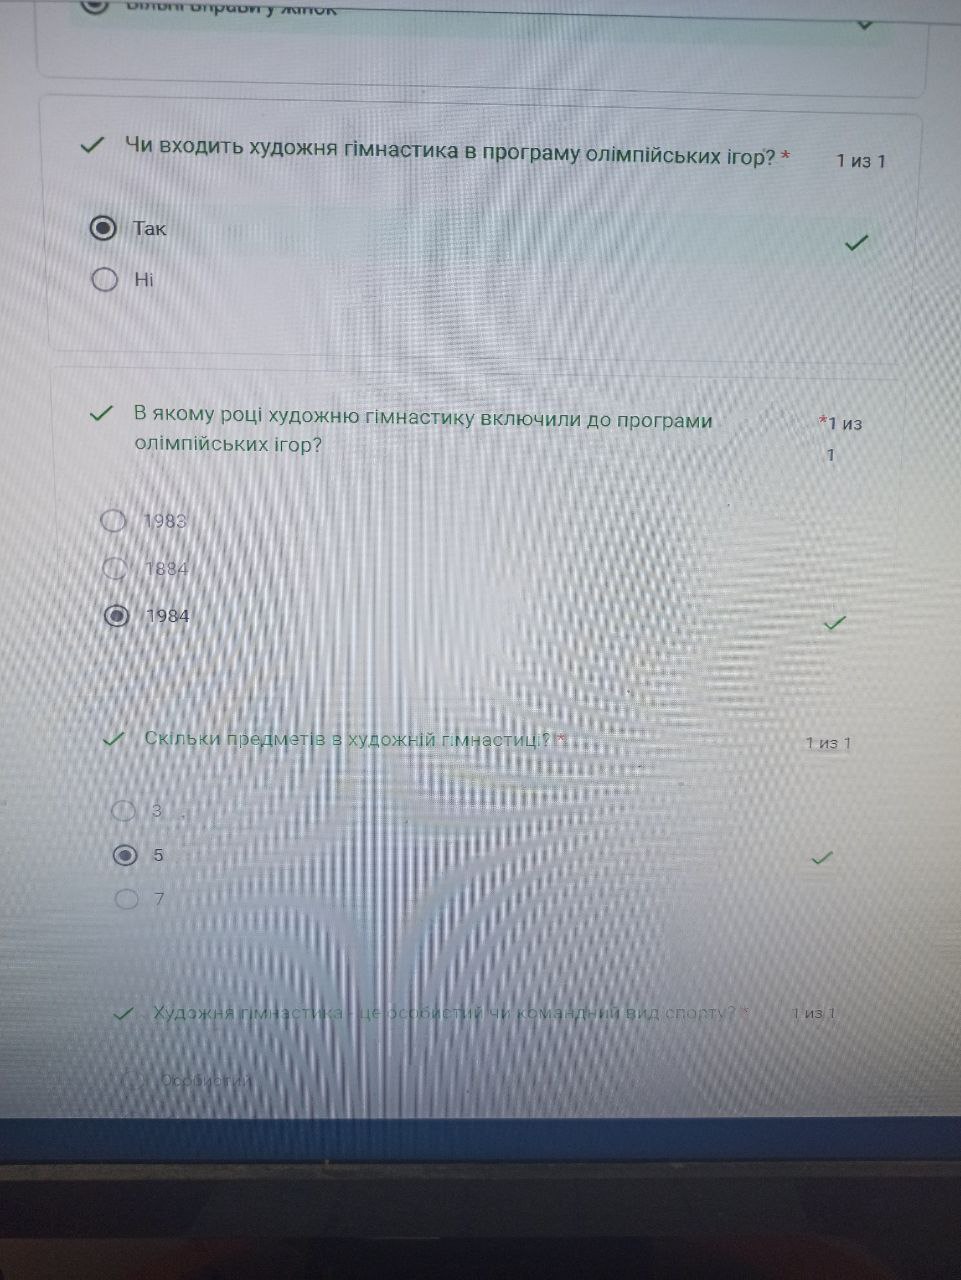 вправи у жінок
Чи входить художня гімнастика в програму олімпійських ігор? *
1 из 1
Так
Ні
В якому році художню гімнастику включили до програми
олімпійських ігор?
*1 из
1
1983
1884
1984
Скільки предметів в художній гімнастиці? *
1 из 1
3
5
7
Художня гімнастика - це особистий чи командний вид спорту? *
1 из 1
Особистий